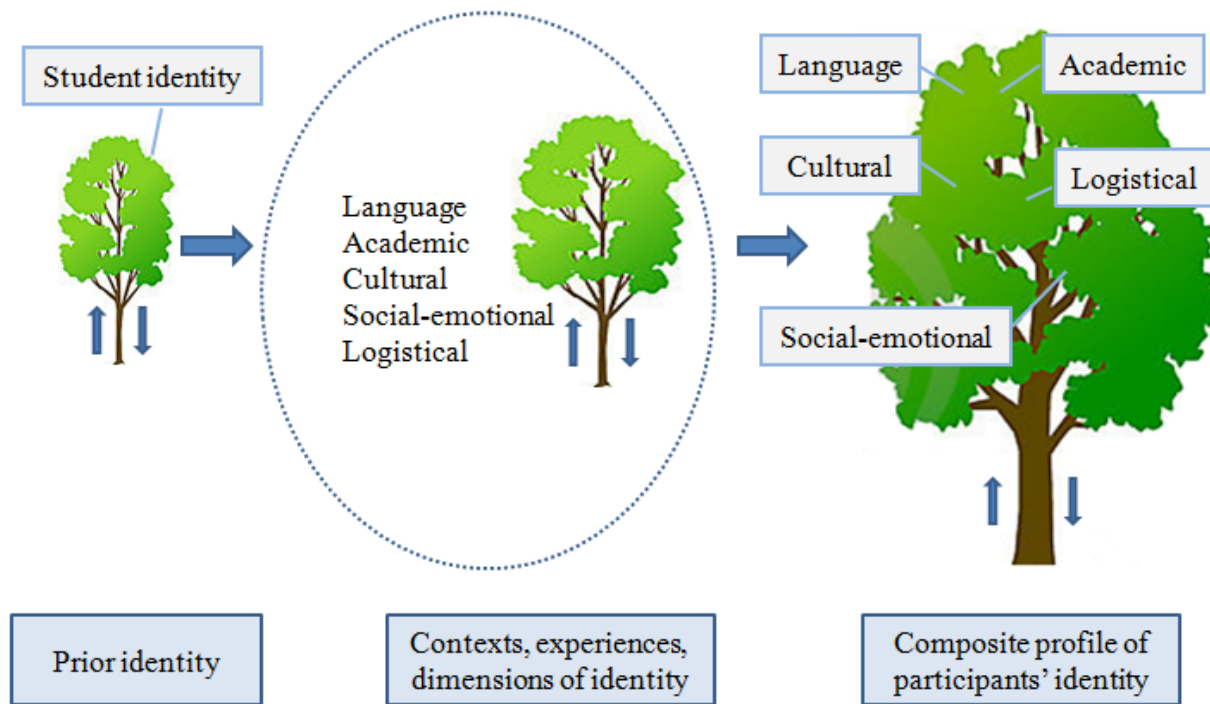 Student identity
Language
Academic
Cultural
Social-emotional
Logistical
Language
Academic
Cultural
Logistical
Social-emotional
Prior identity
Contexts, experiences,
dimensions of identity
Composite profile of
participants’ identity